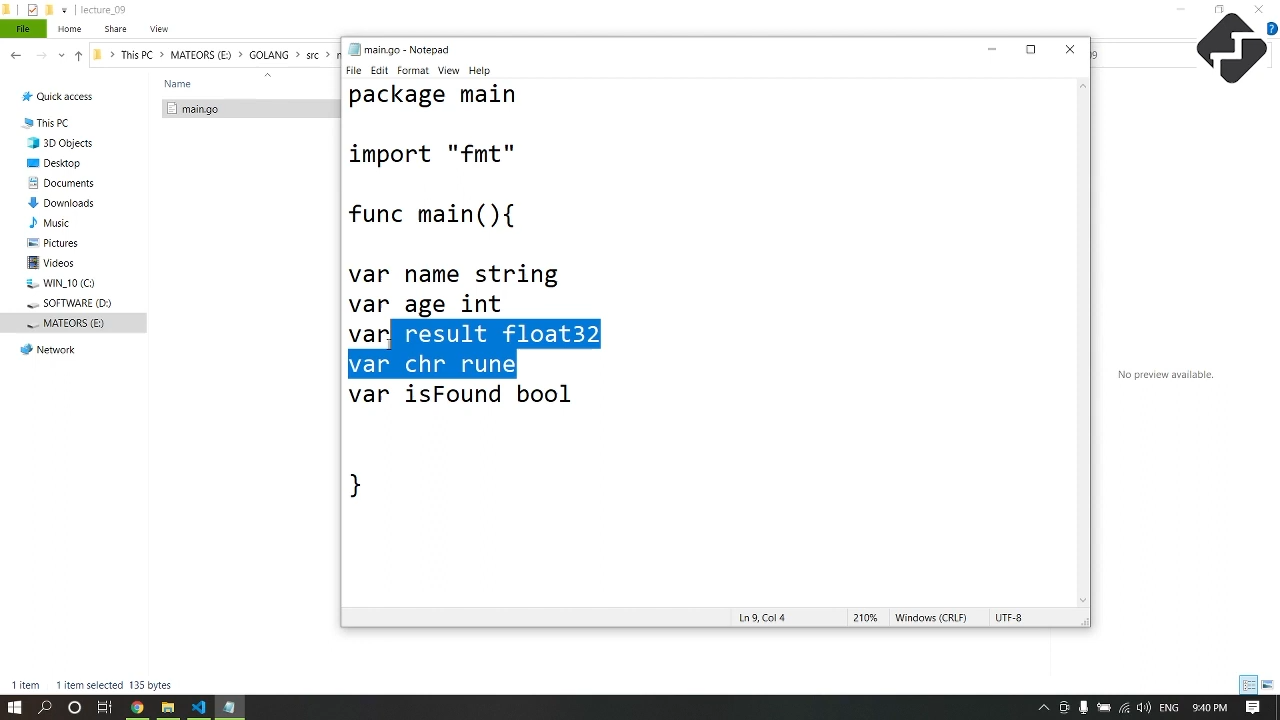 lecture_09
File Home Share View
This PC MATEORS (E:) GOLANG src
09
Name
main.go
Quick access
This PC
3D Objects
Desktop
Documents
Downloads
Music
Pictures
Videos
WIN_10 (C:)
SOFTWARE (D:)
MATEORS (E:)
Network
main.go - Notepad
File Edit Format View Help
package main
import "fmt"
func main(){
var name string
var age int
var result float32
var chr rune
var isFound bool
}
Ln 9, Col 4 210% Windows (CRLF) UTF-8
No preview available.
1 item 1 item selected 135 bytes
ENG 9:40 PM